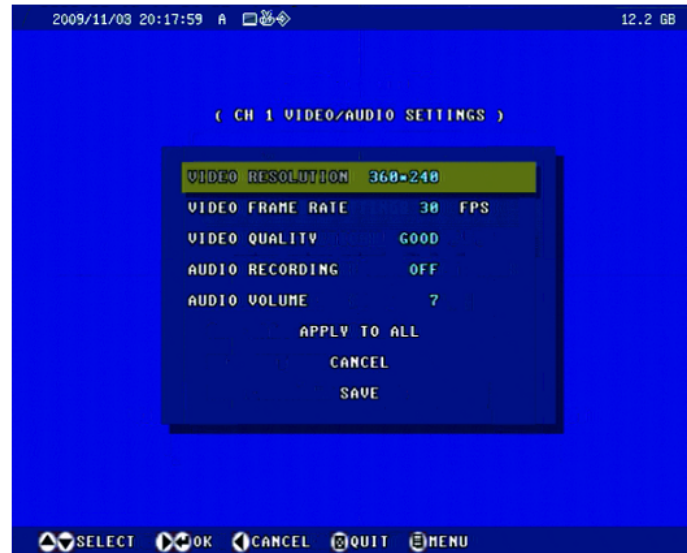 2009/11/03 20:17:59 A 12.2 GB
( CH 1 VIDEO/AUDIO SETTINGS )
VIDEO RESOLUTION 360*240
VIDEO FRAME RATE 30 FPS
VIDEO QUALITY GOOD
AUDIO RECORDING OFF
AUDIO VOLUME 7
APPLY TO ALL
CANCEL
SAVE
SELECT OK CANCEL QUIT MENU